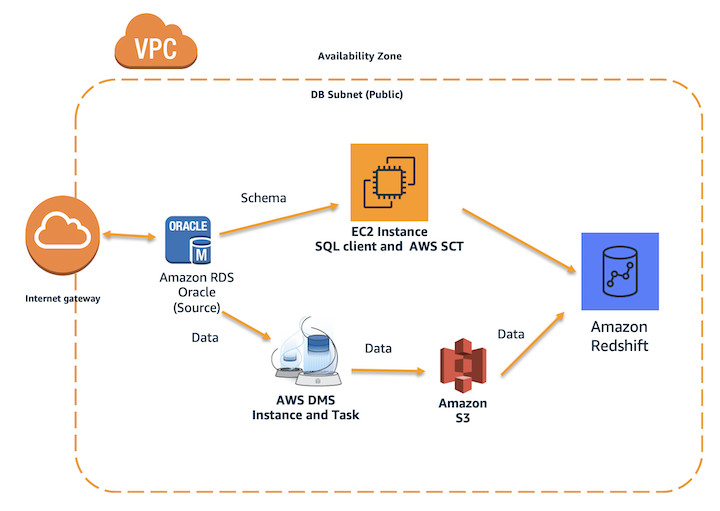 VPC
Availability Zone
DB Subnet (Public)
Schema
EC2 Instance
SQL client and AWS SCT
ORACLE
M
Internet gateway
Amazon RDS
Oracle
(Source)
Data
AWS DMS
Instance and Task
Data
Amazon
S3
Data
Amazon
Redshift